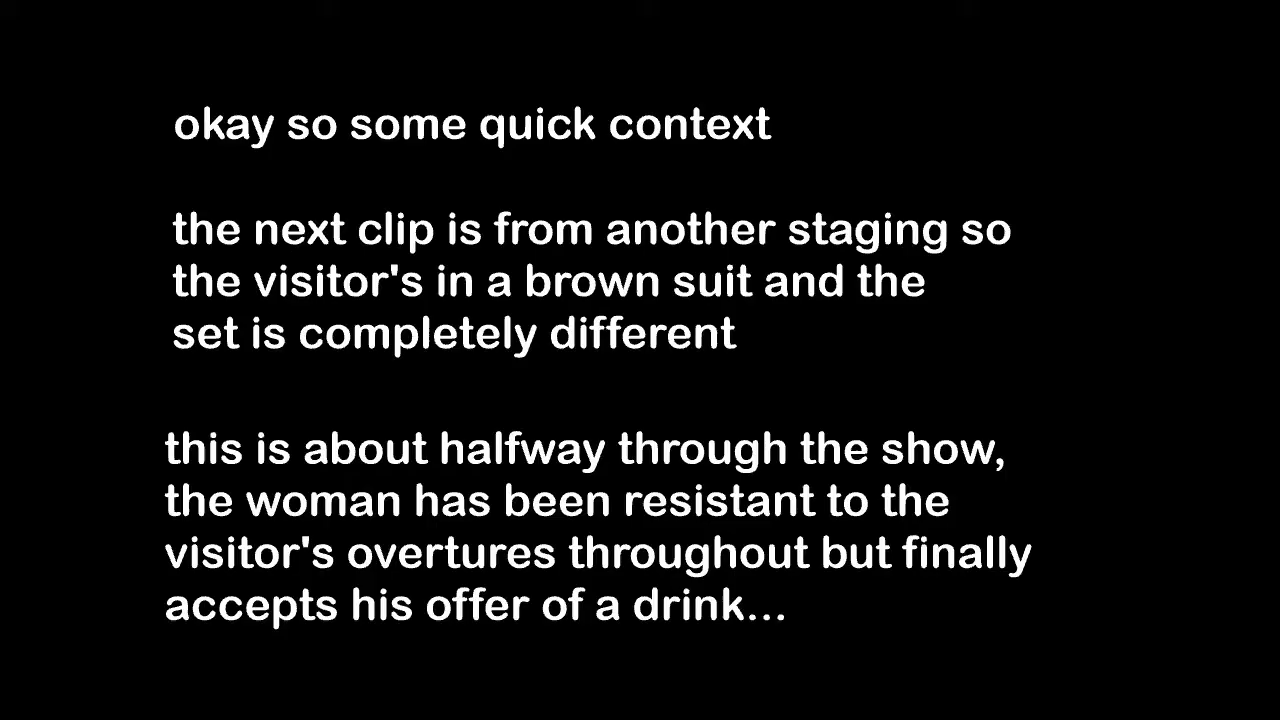 okay so some quick context
the next clip is from another staging so
the visitor's in a brown suit and the
set is completely different
this is about halfway through the show,
the woman has been resistant to the
visitor's overtures throughout but finally
accepts his offer of a drink...